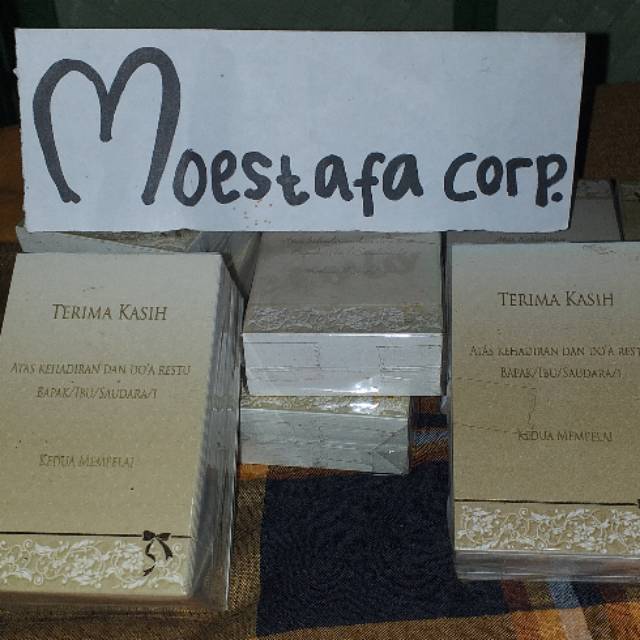 Moestafa corp.
TERIMA KASIH
ATAS KEHADIRAN DAN DO'A RESTU
BAPAK/IBU/SAUDARA/I
KEDUA MEMPELAI
TERIMA KASIH
ATAS KEHADIRAN DAN DO'A REST
BAPAK/IBU/SAUDARA/I
KEDUA MEMPELAI